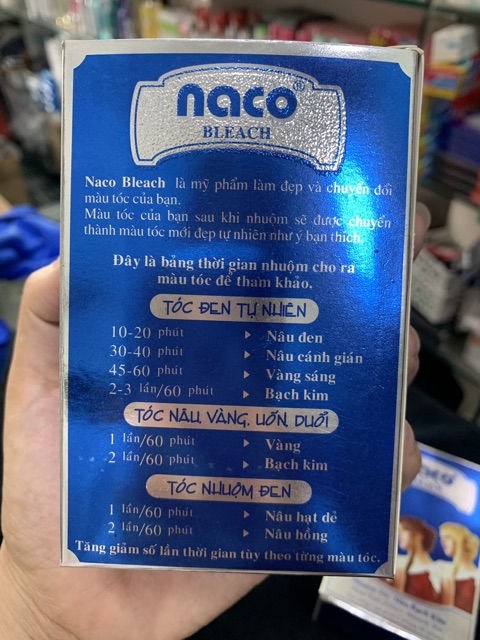 naco®
BLEACH
Naco Bleach là mỹ phẩm làm đẹp và chuyển đổi
màu tóc của bạn.
Màu tóc của bạn sau khi nhuộm sẽ được chuyển
thành màu tóc mới đẹp tự nhiên như ý bạn thích.
Đây là bảng thời gian nhuộm cho ra
màu tóc để tham khảo.
TÓC ĐEN TỰ NHIÊN
10-20 phút ▶ Nâu đen
30-40 phút ▶ Nâu cánh gián
45-60 phút ▶ Vàng sáng
2-3 lần/60 phút ▶ Bạch kim
TÓC NÂU, VÀNG, UỐN, DUỖI
1 lần/60 phút ▶ Vàng
2 lần/60 phút ▶ Bạch kim
TÓC NHUỘM ĐEN
1 lần/60 phút ▶ Nâu hạt dẻ
2 lần/60 phút ▶ Nâu hồng
Tăng giảm số lần thời gian tùy theo từng màu tóc.
naco